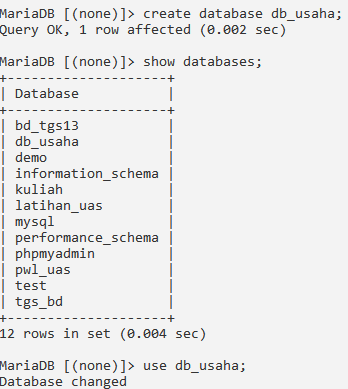 MariaDB [(none)]> create database db_usaha;
Query OK, 1 row affected (0.002 sec)
MariaDB [(none)]> show databases;
+--------------------+
| Database           |
+--------------------+
| bd_tgs13           |
| db_usaha           |
| demo               |
| information_schema |
| kuliah             |
| latihan_uas        |
| mysql              |
| performance_schema |
| phpmyadmin         |
| pwl_uas            |
| test               |
| tgs_bd             |
+--------------------+
12 rows in set (0.004 sec)
MariaDB [(none)]> use db_usaha;
Database changed